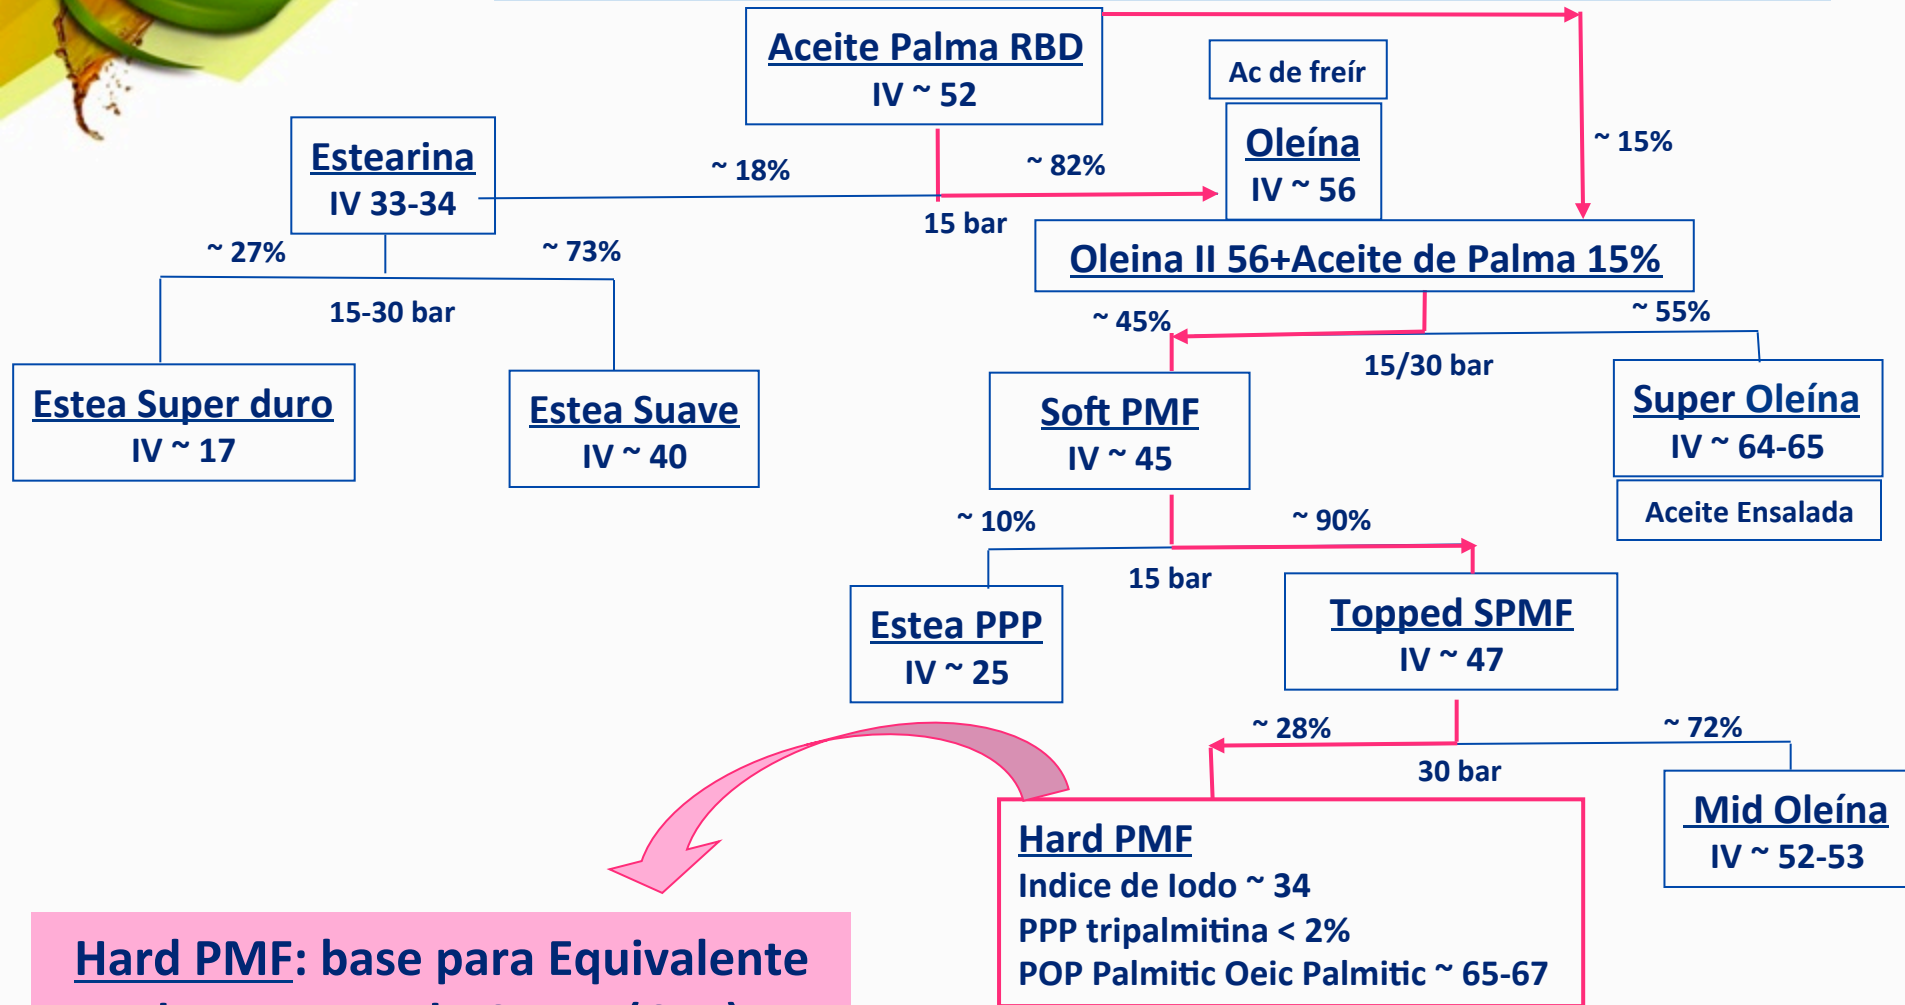 Aceite Palma RBD
IV ~ 52
Ac de freír
Oleína
IV ~ 56
~ 15%
Estearina
IV 33-34
~ 18%
~ 82%
15 bar
Oleina II 56+Aceite de Palma 15%
~ 27%
~ 73%
15-30 bar
~ 45%
~ 55%
15/30 bar
Estea Super duro
IV ~ 17
Estea Suave
IV ~ 40
Soft PMF
IV ~ 45
Super Oleína
IV ~ 64-65
Aceite Ensalada
~ 10%
~ 90%
15 bar
Estea PPP
IV ~ 25
Topped SPMF
IV ~ 47
~ 28%
~ 72%
30 bar
Mid Oleína
IV ~ 52-53
Hard PMF
Indice de Iodo ~ 34
PPP tripalmitina < 2%
POP Palmitic Oeic Palmitic ~ 65-67
Hard PMF: base para Equivalente